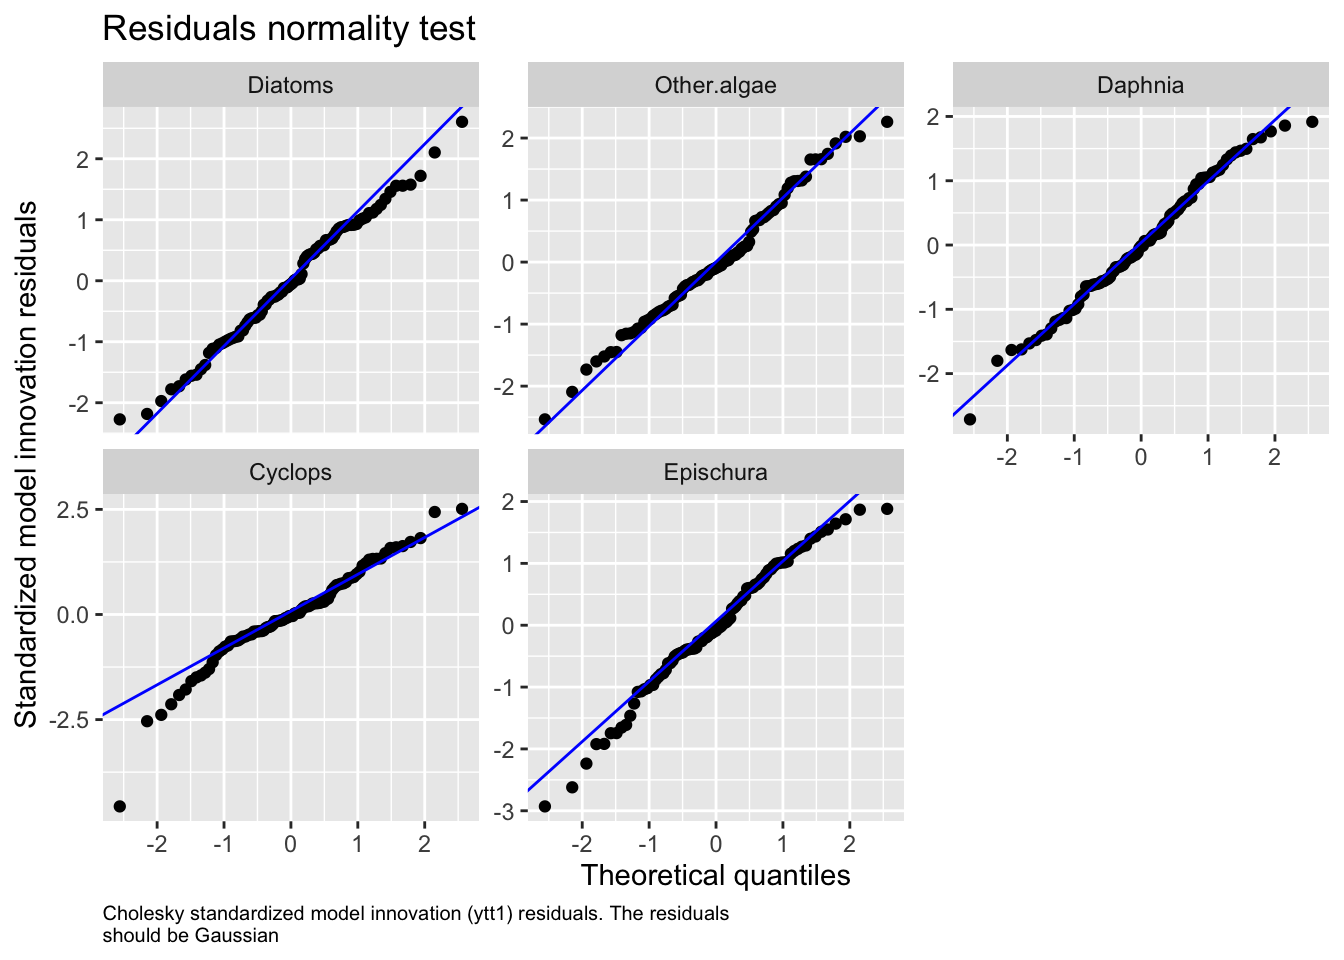 Residuals normality test
Diatoms
Other.algae
Daphnia
2
1
0
-1
-2
2
1
0
-1
-2
2
1
0
-1
-2
-2 -1 0 1 2
Standardized model innovation residuals
Cyclops
Epischura
2.5
0.0
-2.5
-2 -1 0 1 2
2
1
0
-1
-2
-3
-2 -1 0 1 2
Theoretical quantiles
Cholesky standardized model innovation (ytt1) residuals. The residuals
should be Gaussian